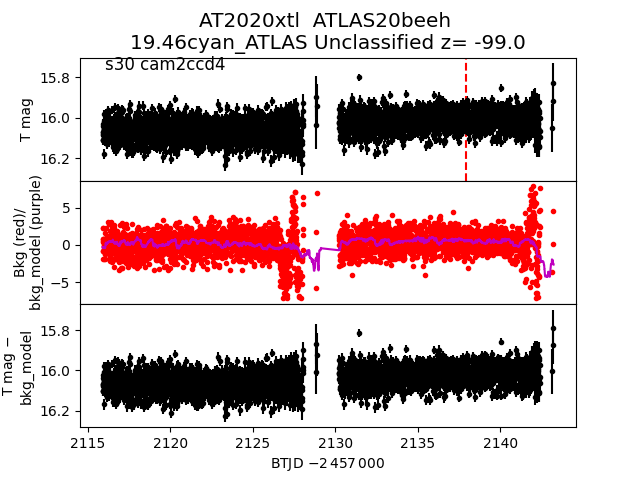 AT2020xtl  ATLAS20beeh
19.46cyan_ATLAS Unclassified z= -99.0
s30 cam2ccd4
T mag
15.8
16.0
16.2
Bkg (red)/
bkg_model (purple)
5
0
−5
T mag −
bkg_model
15.8
16.0
16.2
2115 2120 2125 2130 2135 2140
BTJD −2 457 000